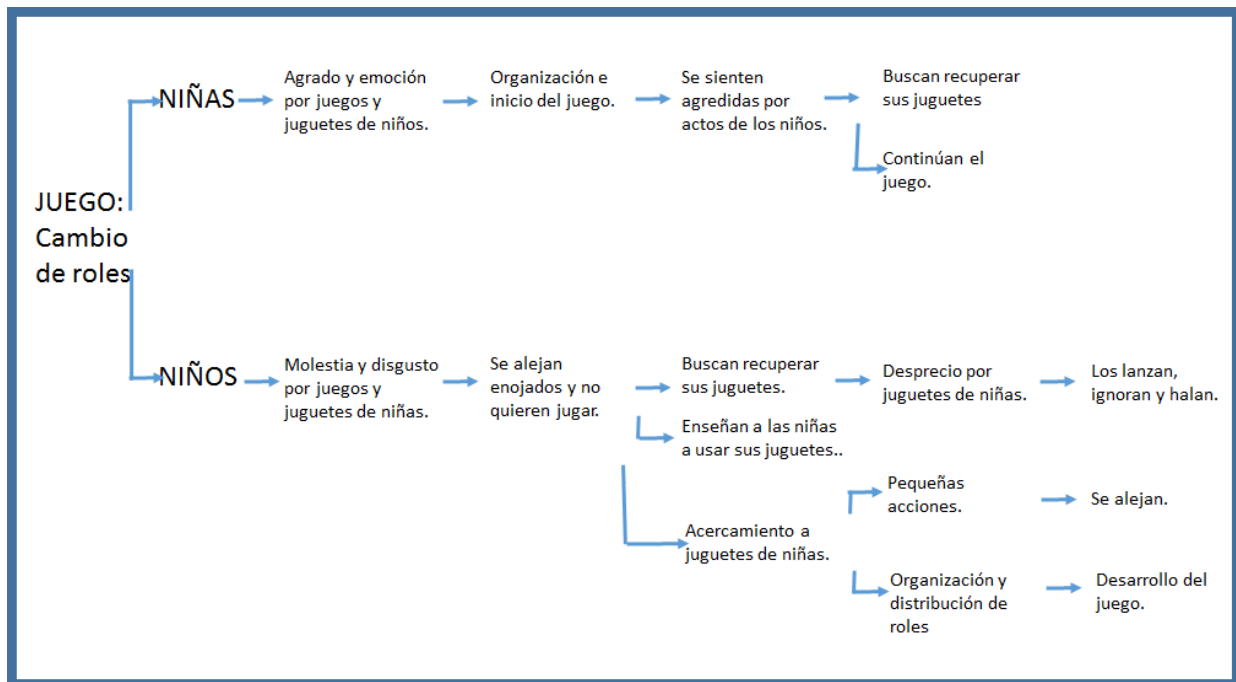 JUEGO:
Cambio
de roles
NIÑAS
Agrado y emoción
por juegos y
juguetes de niños.
Organización e
inicio del juego.
Se sienten
agredidas por
actos de los niños.
Buscan recuperar
sus juguetes
Continúan el
juego.
NIÑOS
Molestia y disgusto
por juegos y
juguetes de niñas.
Se alejan
enojados y no
quieren jugar.
Buscan recuperar
sus juguetes.
Desprecio por
juguetes de niñas.
Los lanzan,
ignoran y halan.
Enseñan a las niñas
a usar sus juguetes..
Acercamiento a
juguetes de niñas.
Pequeñas
acciones.
Se alejan.
Organización y
distribución de
roles
Desarrollo del
juego.